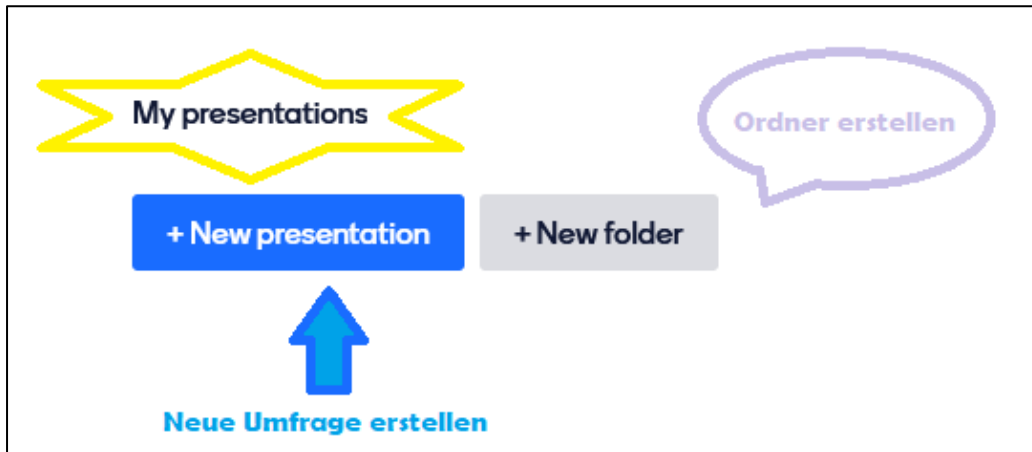 My presentations
Ordner erstellen
+ New presentation
+ New folder
Neue Umfrage erstellen